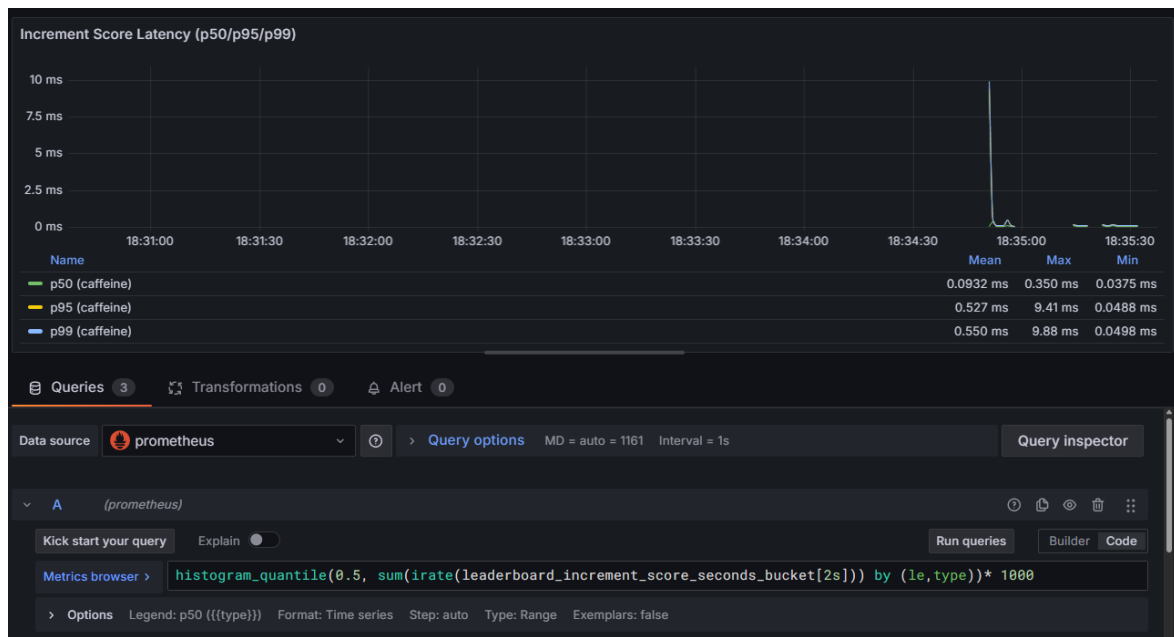 Increment Score Latency (p50/p95/p99)
10 ms
7.5 ms
5 ms
2.5 ms
0 ms
18:31:00 18:31:30 18:32:00 18:32:30 18:33:00 18:33:30 18:34:00 18:34:30 18:35:00 18:35:30
Name Mean Max Min
p50 (caffeine) 0.0932 ms 0.350 ms 0.0375 ms
p95 (caffeine) 0.527 ms 9.41 ms 0.0488 ms
p99 (caffeine) 0.550 ms 9.88 ms 0.0498 ms
Queries 3 Transformations 0 Alert 0
Data source prometheus Query options MD = auto = 1161 Interval = 1s Query inspector
A (prometheus)
Kick start your query Explain Run queries Builder Code
Metrics browser > histogram_quantile(0.5, sum(irate(leaderboard_increment_score_seconds_bucket[2s])) by (le,type))* 1000
> Options Legend: p50 ({{type}}) Format: Time series Step: auto Type: Range Exemplars: false